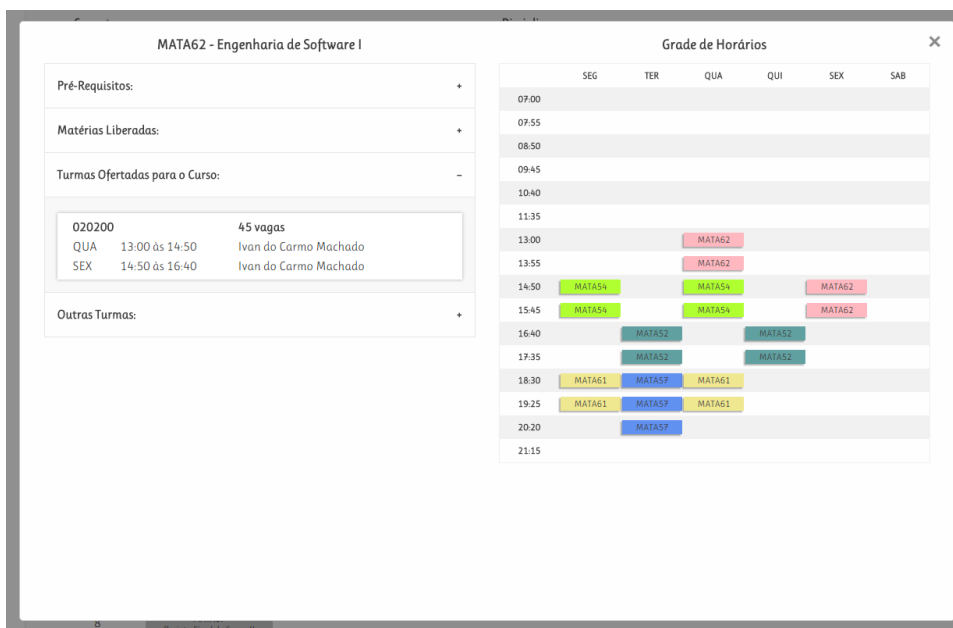 MATA62 - Engenharia de Software I
Pré-Requisitos: +
Matérias Liberadas: +
Turmas Ofertadas para o Curso: -
020200 45 vagas
QUA 13:00 às 14:50 Ivan do Carmo Machado
SEX 14:50 às 16:40 Ivan do Carmo Machado
Outras Turmas: +
Grade de Horários ×
SEG TER QUA QUI SEX SAB
07:00
07:55
08:50
09:45
10:40
11:35
13:00 MATA62
13:55 MATA62
14:50 MATA54 MATA54 MATA62
15:45 MATA54 MATA54 MATA62
16:40 MATA52 MATA52
17:35 MATA52 MATA52
18:30 MATA61 MATA57 MATA61
19:25 MATA61 MATA57 MATA61
20:20 MATA57
21:15
8